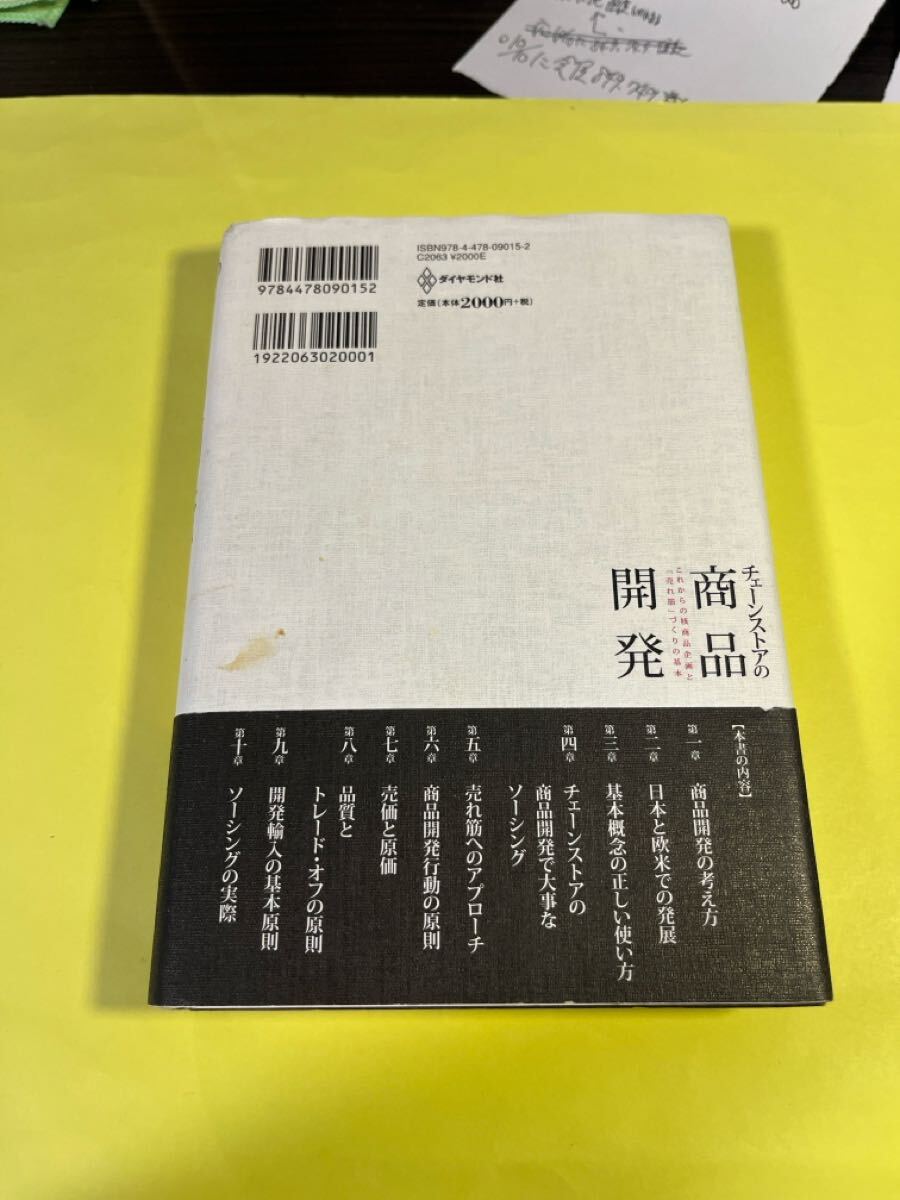 ISBN978-4-478-09015-2
C2063 ¥2000E
ダイヤモンド社
定価(本体2000円+税)
9784478090152
1922063020001
チェーンストアの
商品
開発
これからの核商品企画と
「売れ筋」づくりの基本
【本書の内容】
第一章 商品開発の考え方
第二章 日本と欧米での発展
第三章 基本概念の正しい使い方
第四章 チェーンストアの
商品開発で大事な
ソーシング
第五章 売れ筋へのアプローチ
第六章 商品開発行動の原則
第七章 売価と原価
第八章 品質と
トレード・オフの原則
第九章 開発輸入の基本原則
第十章 ソーシングの実際